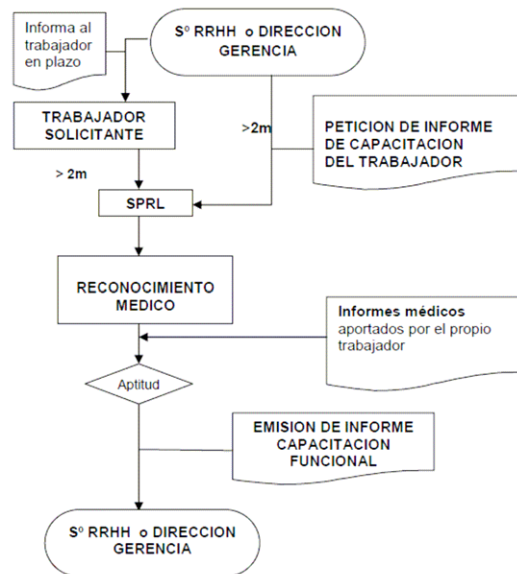 Informa al
trabajador
en plazo
Sº RRHH o DIRECCION
GERENCIA
TRABAJADOR
SOLICITANTE
>2m
PETICION DE INFORME
DE CAPACITACION
DEL TRABAJADOR
> 2m
SPRL
RECONOCIMIENTO
MEDICO
Informes médicos
aportados por el propio
trabajador
Aptitud
EMISION DE INFORME
CAPACITACION
FUNCIONAL
Sº RRHH o DIRECCION
GERENCIA